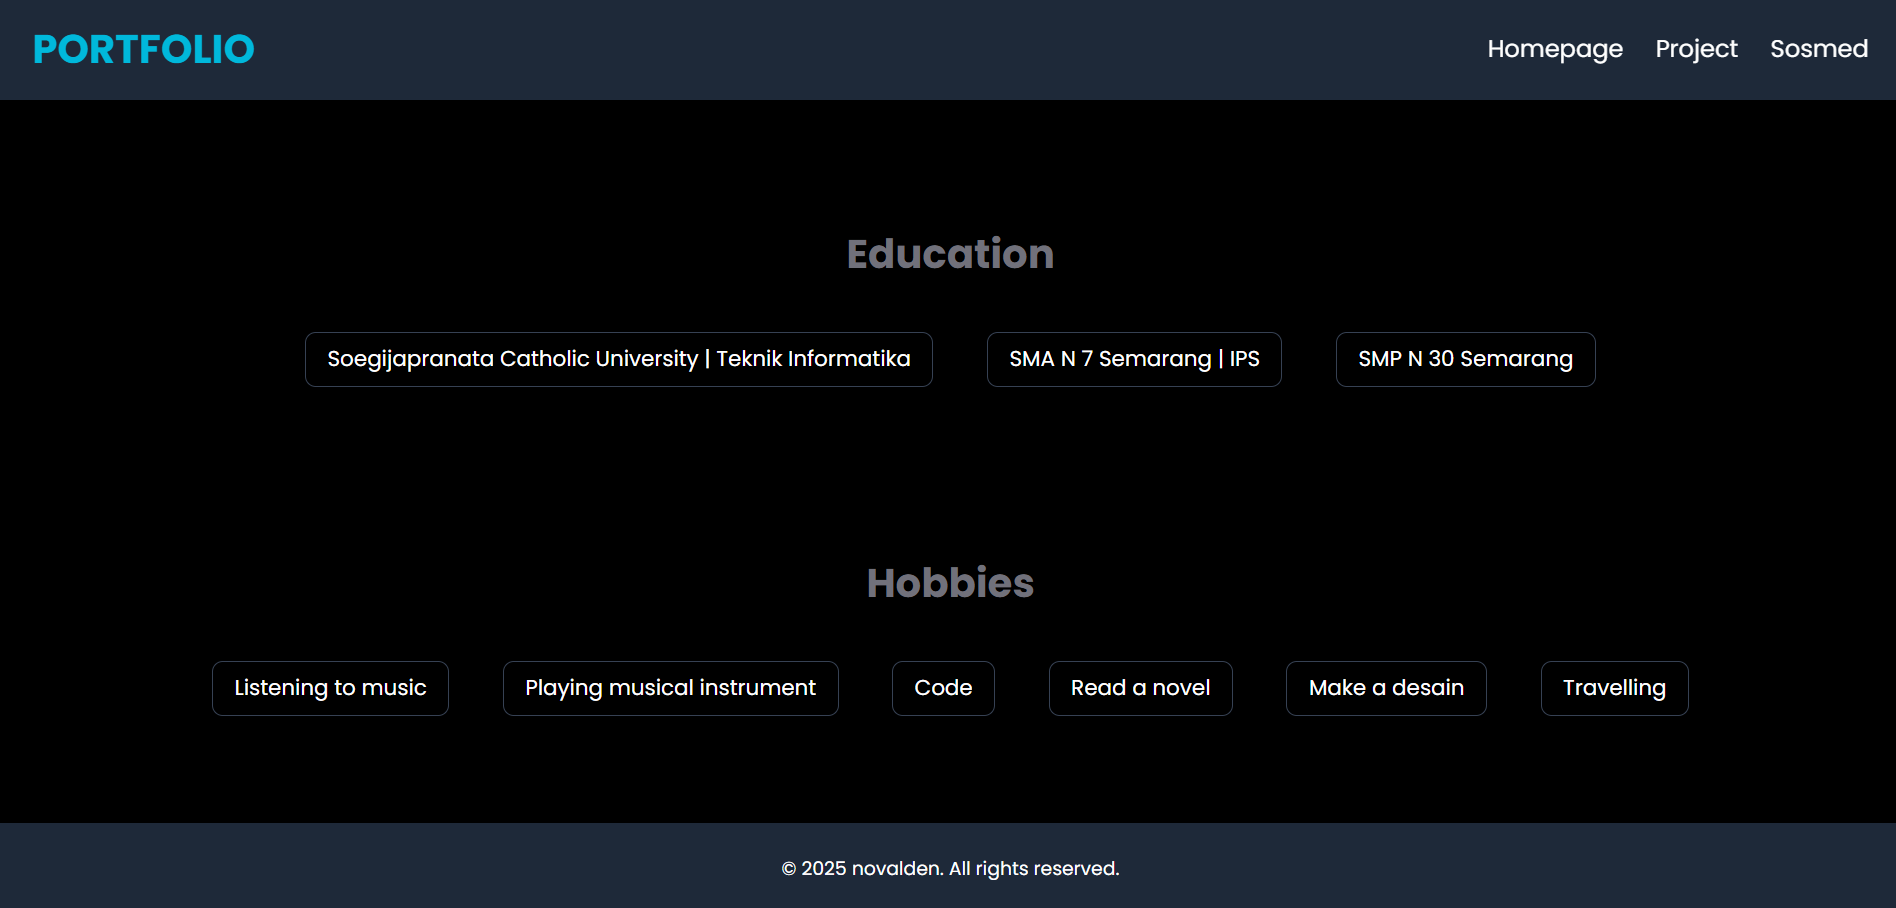 PORTFOLIO
Homepage Project Sosmed
Education
Soegijapranata Catholic University | Teknik Informatika
SMA N 7 Semarang | IPS
SMP N 30 Semarang
Hobbies
Listening to music
Playing musical instrument
Code
Read a novel
Make a desain
Travelling
© 2025 novalden. All rights reserved.